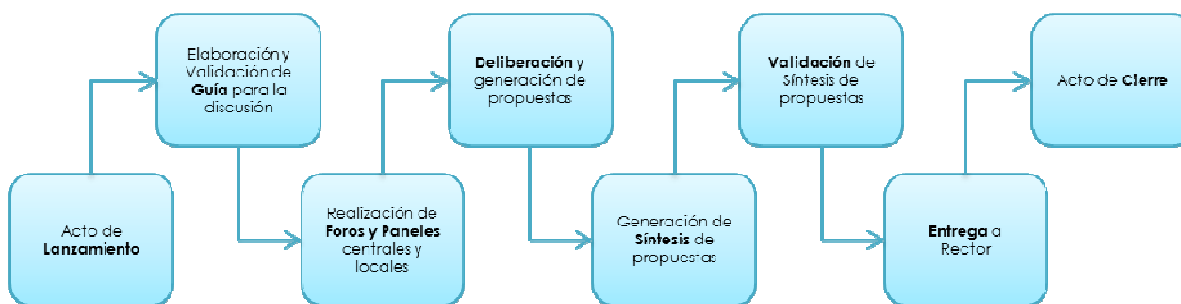 Acto de
Lanzamiento
Elaboración y
Validación de
Guía para la
discusión
Realización de
Foros y Paneles
centrales y
locales
Deliberación y
generación de
propuestas
Generación de
Síntesis de
propuestas
Validación de
Síntesis de
propuestas
Entrega a
Rector
Acto de Cierre